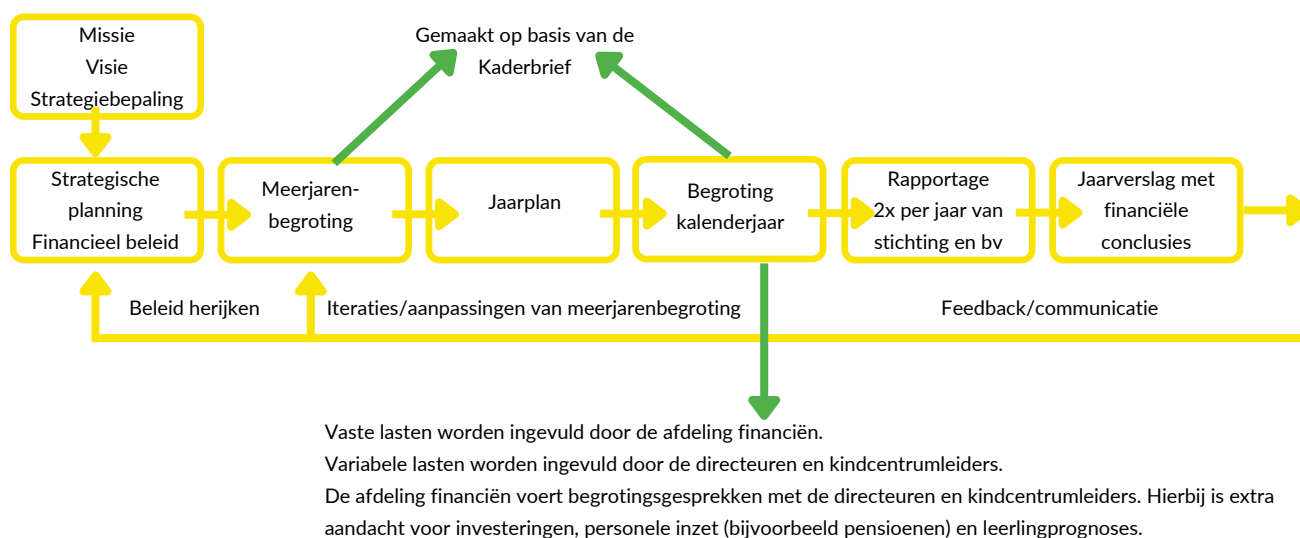 Missie
Visie
Strategiebepaling
Gemaakt op basis van de
Kaderbrief
Strategische
planning
Financieel beleid
Meerjaren-
begroting
Jaarplan
Begroting
kalenderjaar
Rapportage
2x per jaar van
stichting en bv
Jaarverslag met
financiële
conclusies
Beleid herijken
Iteraties/aanpassingen van meerjarenbegroting
Feedback/communicatie
Vaste lasten worden ingevuld door de afdeling financiën.
Variabele lasten worden ingevuld door de directeuren en kindcentrumleiders.
De afdeling financiën voert begrotingsgesprekken met de directeuren en kindcentrumleiders. Hierbij is extra
aandacht voor investeringen, personele inzet (bijvoorbeeld pensioenen) en leerlingprognoses.